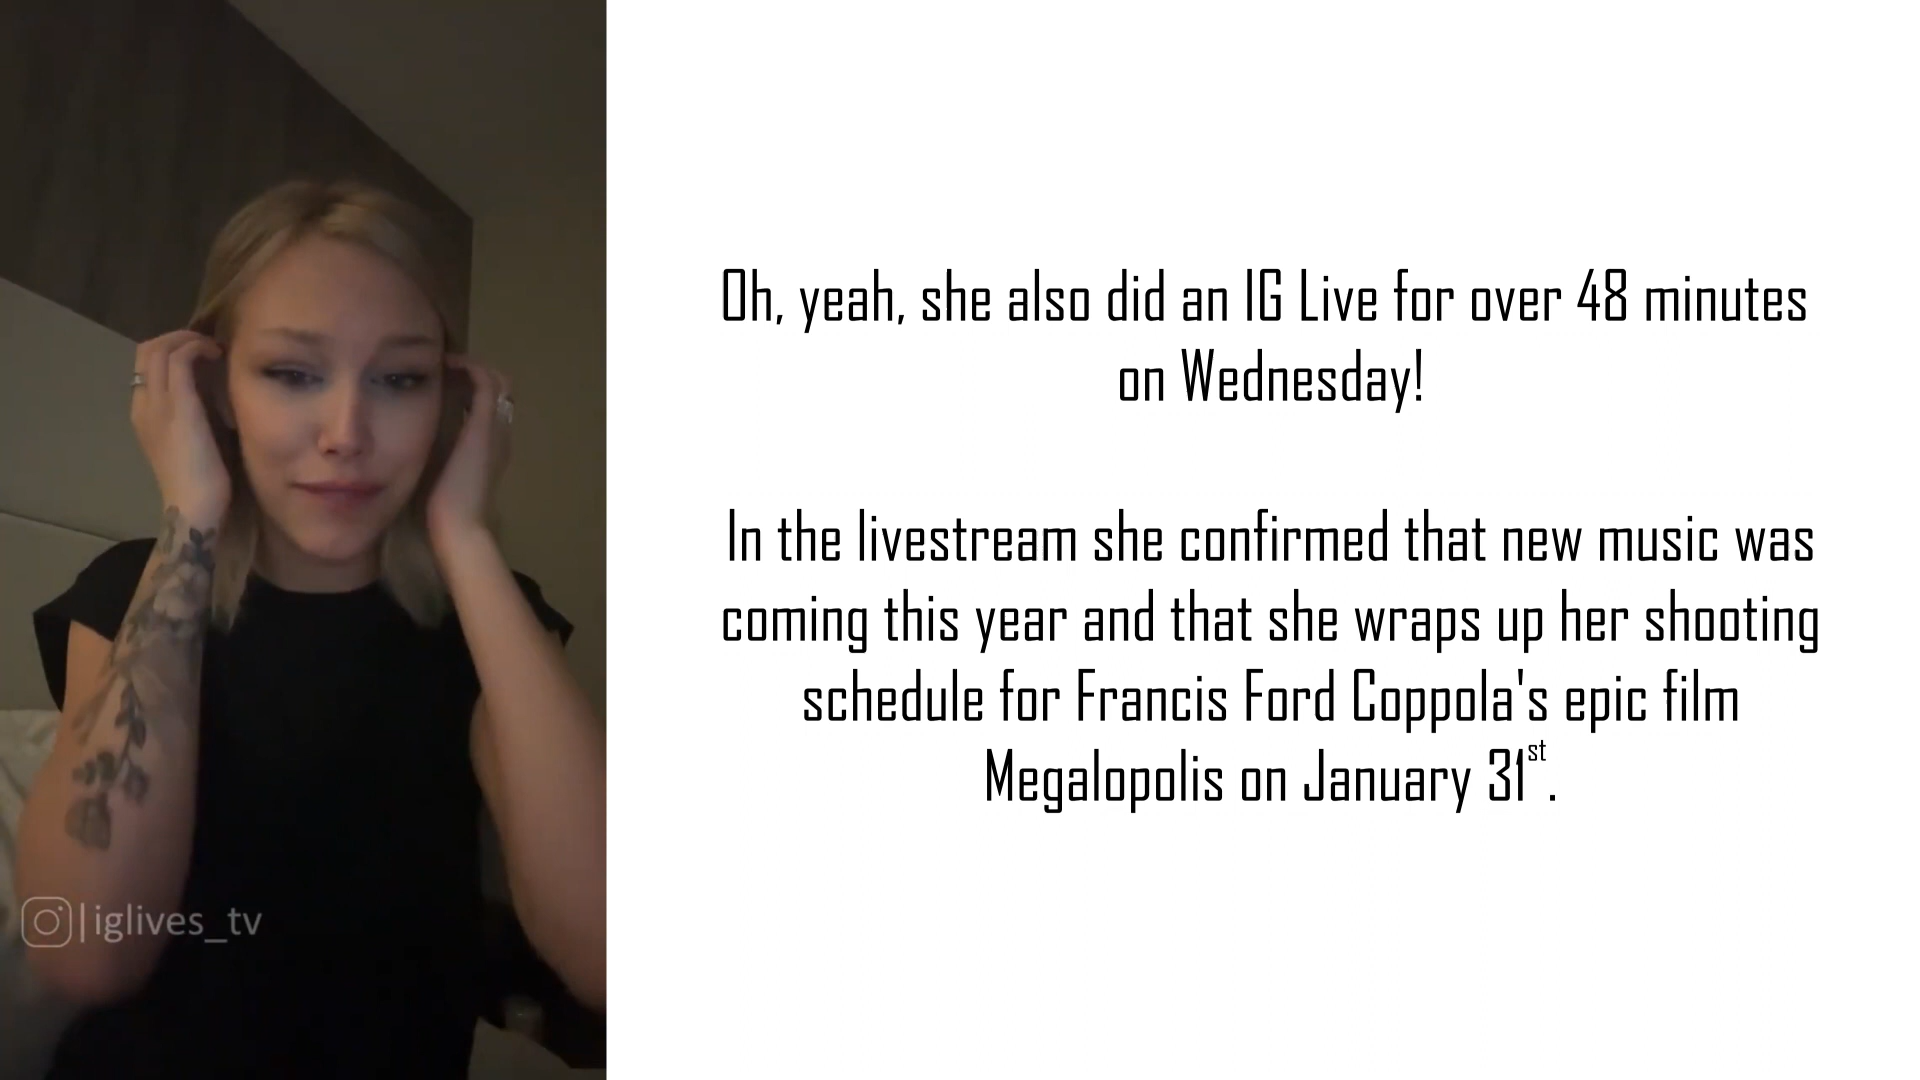 Oh, yeah, she also did an IG Live for over 48 minutes
on Wednesday!
In the livestream she confirmed that new music was
coming this year and that she wraps up her shooting
schedule for Francis Ford Coppola's epic film
Megalopolis on January 31st.
|iglives_tv